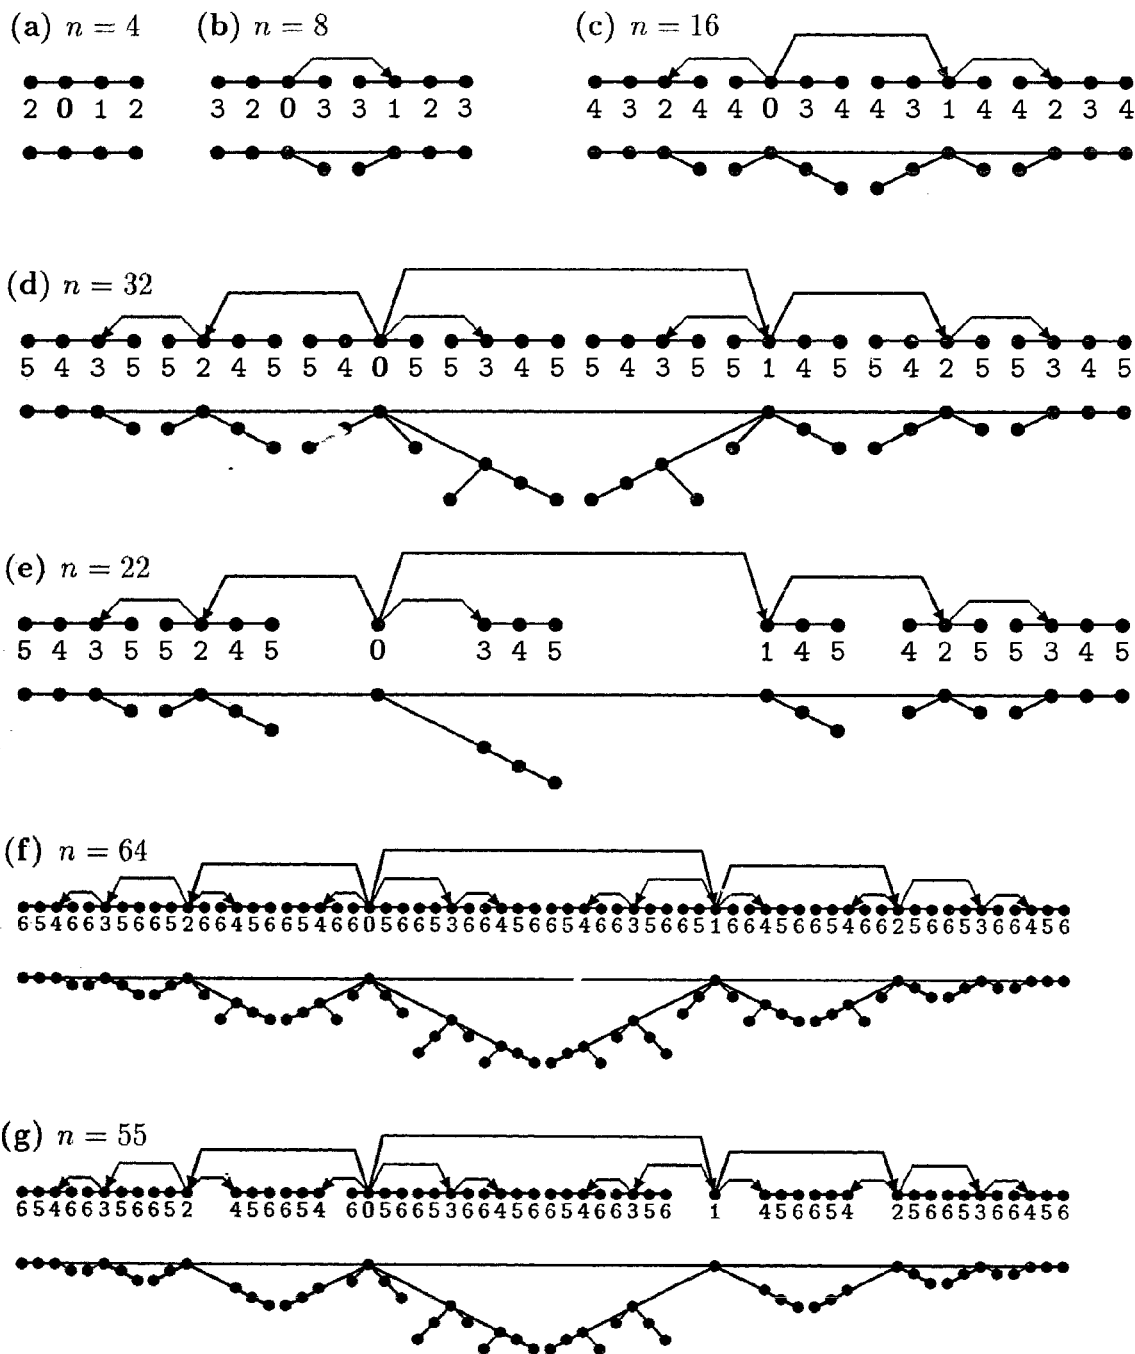 (a) n = 4 (b) n = 8 (c) n = 16
2 0 1 2 3 2 0 3 3 1 2 3 4 3 2 4 4 0 3 4 4 3 1 4 4 2 3 4
(d) n = 32
5 4 3 5 5 2 4 5 5 4 0 5 5 3 4 5 5 4 3 5 5 1 4 5 5 4 2 5 5 3 4 5
(e) n = 22
5 4 3 5 5 2 4 5 0 3 4 5 1 4 5 4 2 5 5 3 4 5
(f) n = 64
6546635665266456654660566536645665466356651664566546625665366456
(g) n = 55
65466356652 456654 60566536645665466356 1 456654 25665366456